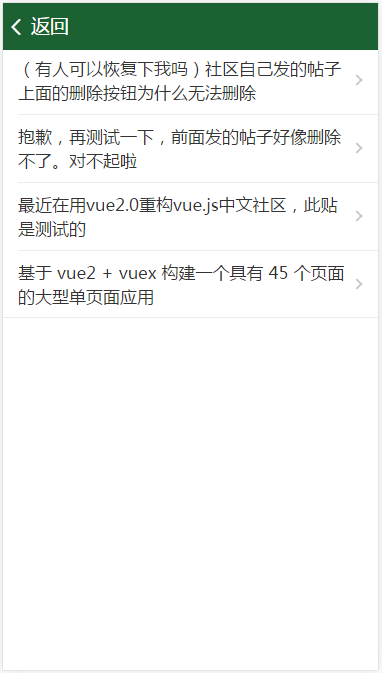 返回
（有人可以恢复下我吗）社区自己发的帖子
上面的删除按钮为什么无法删除
抱歉，再测试一下，前面发的帖子好像删除
不了。对不起啦
最近在用vue2.0重构vue.js中文社区，此贴
是测试的
基于 vue2 + vuex 构建一个具有 45 个页面
的大型单页面应用